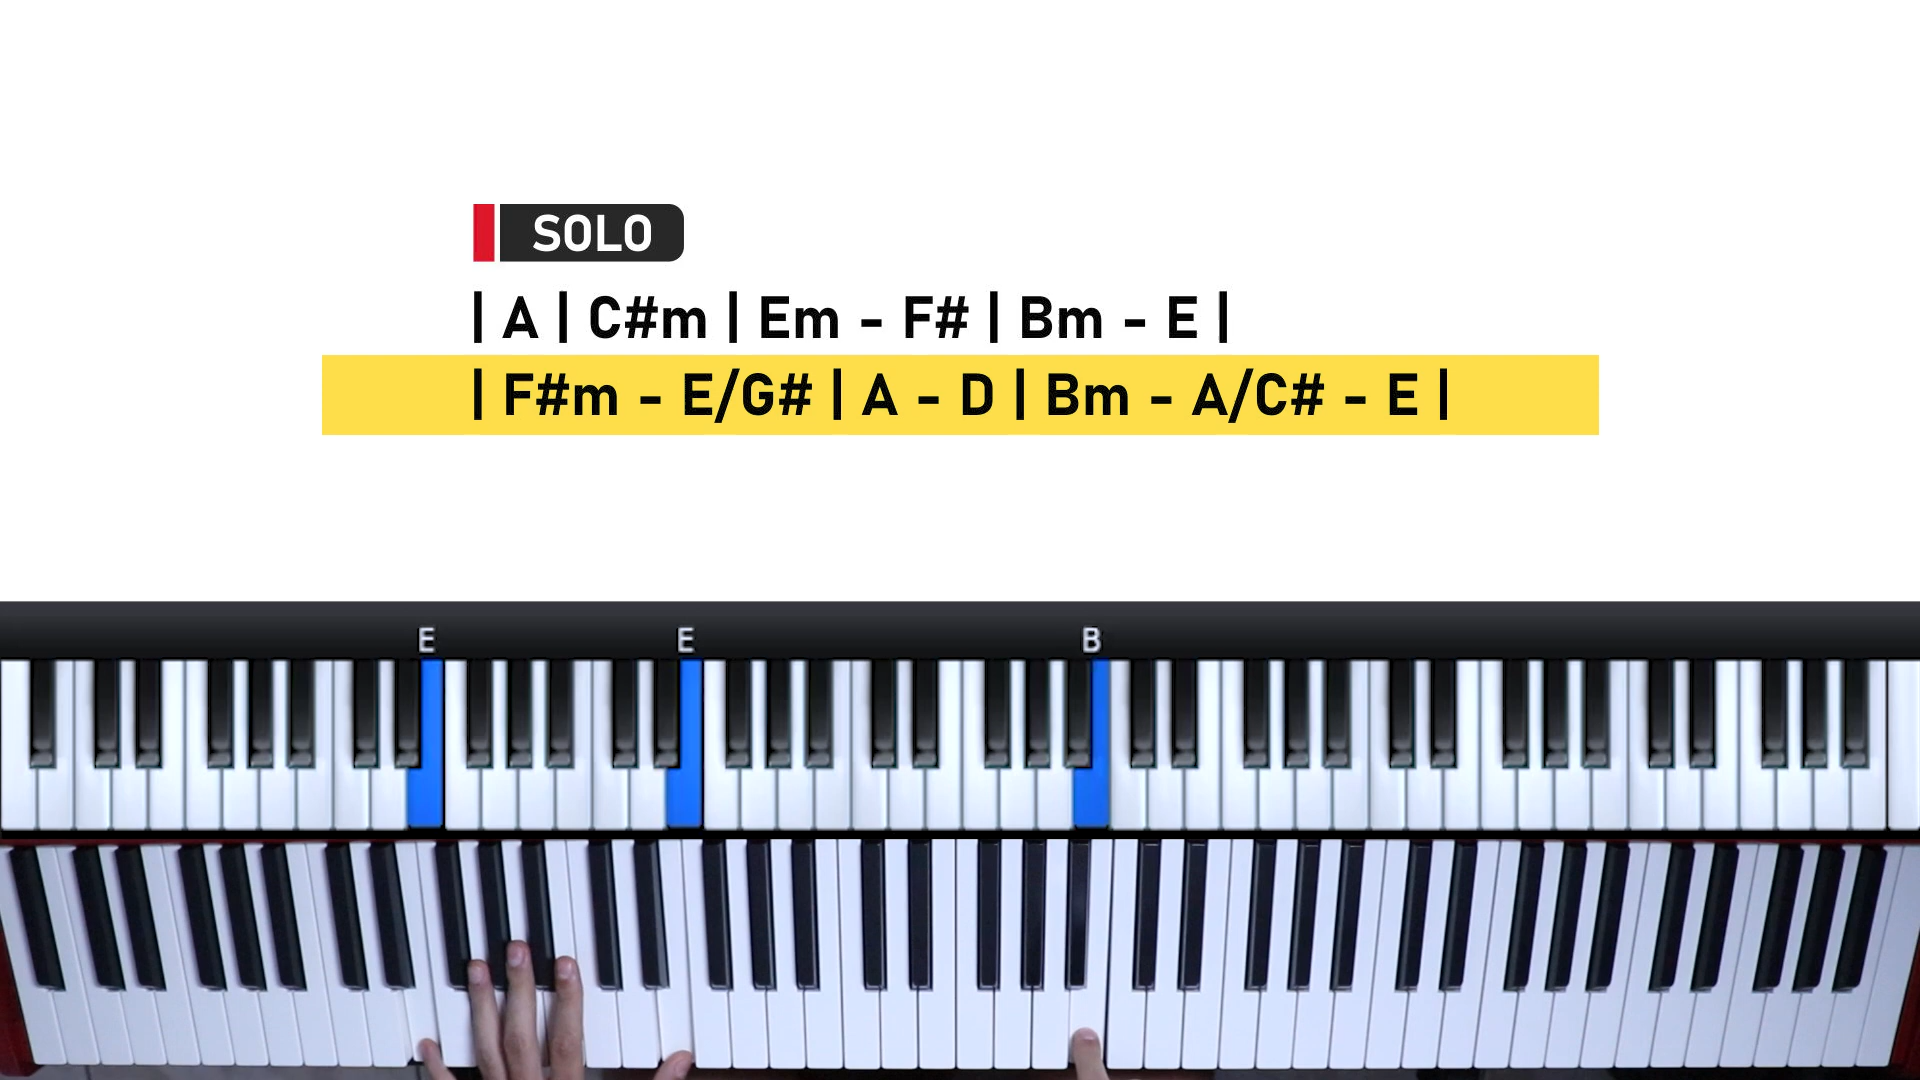 SOLO
| A | C#m | Em - F# | Bm - E |
| F#m - E/G# | A - D | Bm - A/C# - E |
E E B